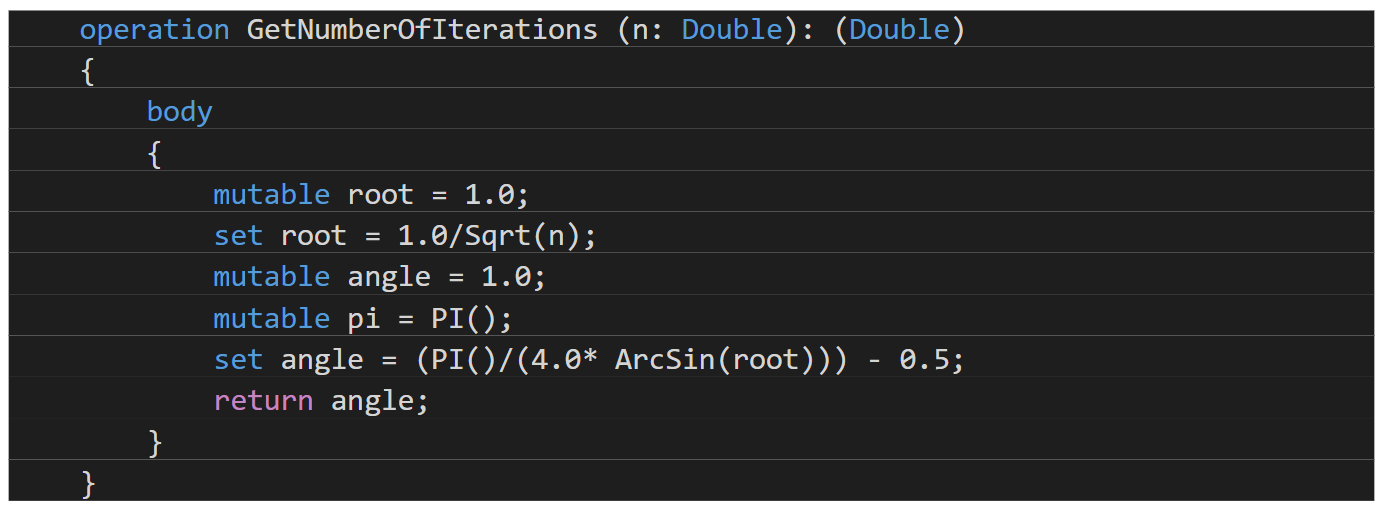 operation GetNumberOfIterations (n: Double): (Double)
{
body
{
mutable root = 1.0;
set root = 1.0/Sqrt(n);
mutable angle = 1.0;
mutable pi = PI();
set angle = (PI()/(4.0* ArcSin(root))) - 0.5;
return angle;
}
}